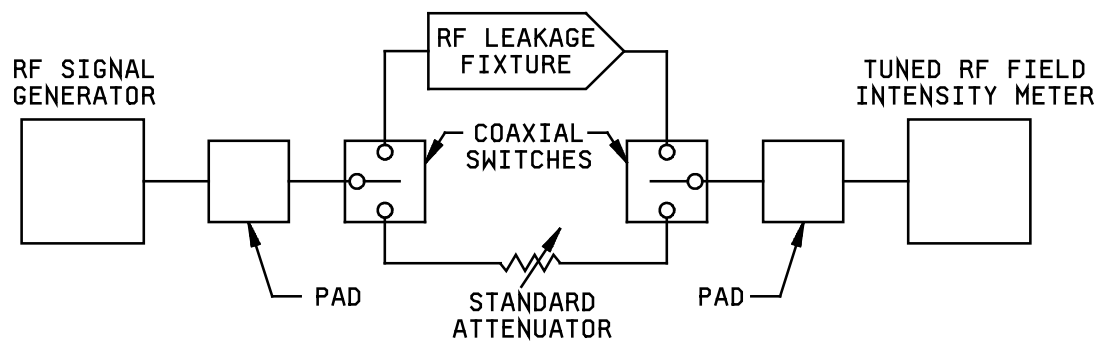 RF LEAKAGE
FIXTURE
RF SIGNAL
GENERATOR
TUNED RF FIELD
INTENSITY METER
COAXIAL
SWITCHES
PAD
STANDARD
ATTENUATOR
PAD